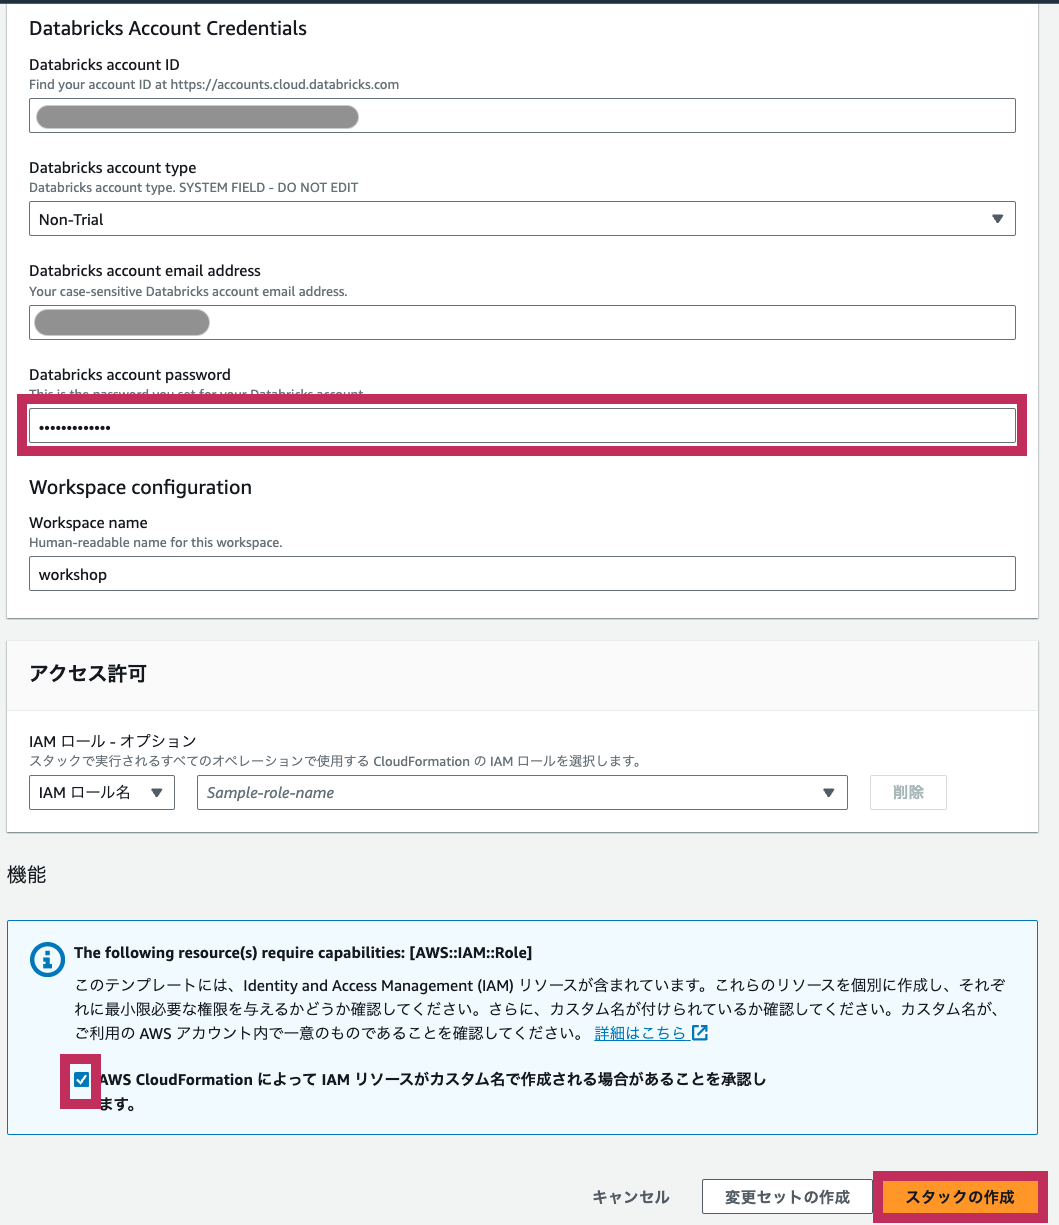 Databricks Account Credentials
Databricks account ID
Find your account ID at https://accounts.cloud.databricks.com
Databricks account type
Databricks account type. SYSTEM FIELD - DO NOT EDIT
Non-Trial
Databricks account email address
Your case-sensitive Databricks account email address.
Databricks account password
This is the password you set for your Databricks account.
•••••••••••••
Workspace configuration
Workspace name
Human-readable name for this workspace.
workshop
アクセス許可
IAM ロール - オプション
スタックで実行されるすべてのオペレーションで使用する CloudFormation の IAM ロールを選択します。
IAM ロール名
Sample-role-name
削除
機能
The following resource(s) require capabilities: [AWS::IAM::Role]
このテンプレートには、Identity and Access Management (IAM) リソースが含まれています。これらのリソースを個別に作成し、それぞ
れに最小限必要な権限を与えるかどうか確認してください。さらに、カスタム名が付けられているか確認してください。カスタム名が、
ご利用の AWS アカウント内で一意のものであることを確認してください。 詳細はこちら
AWS CloudFormation によって IAM リソースがカスタム名で作成される場合があることを承認し
ます。
キャンセル
変更セットの作成
スタックの作成